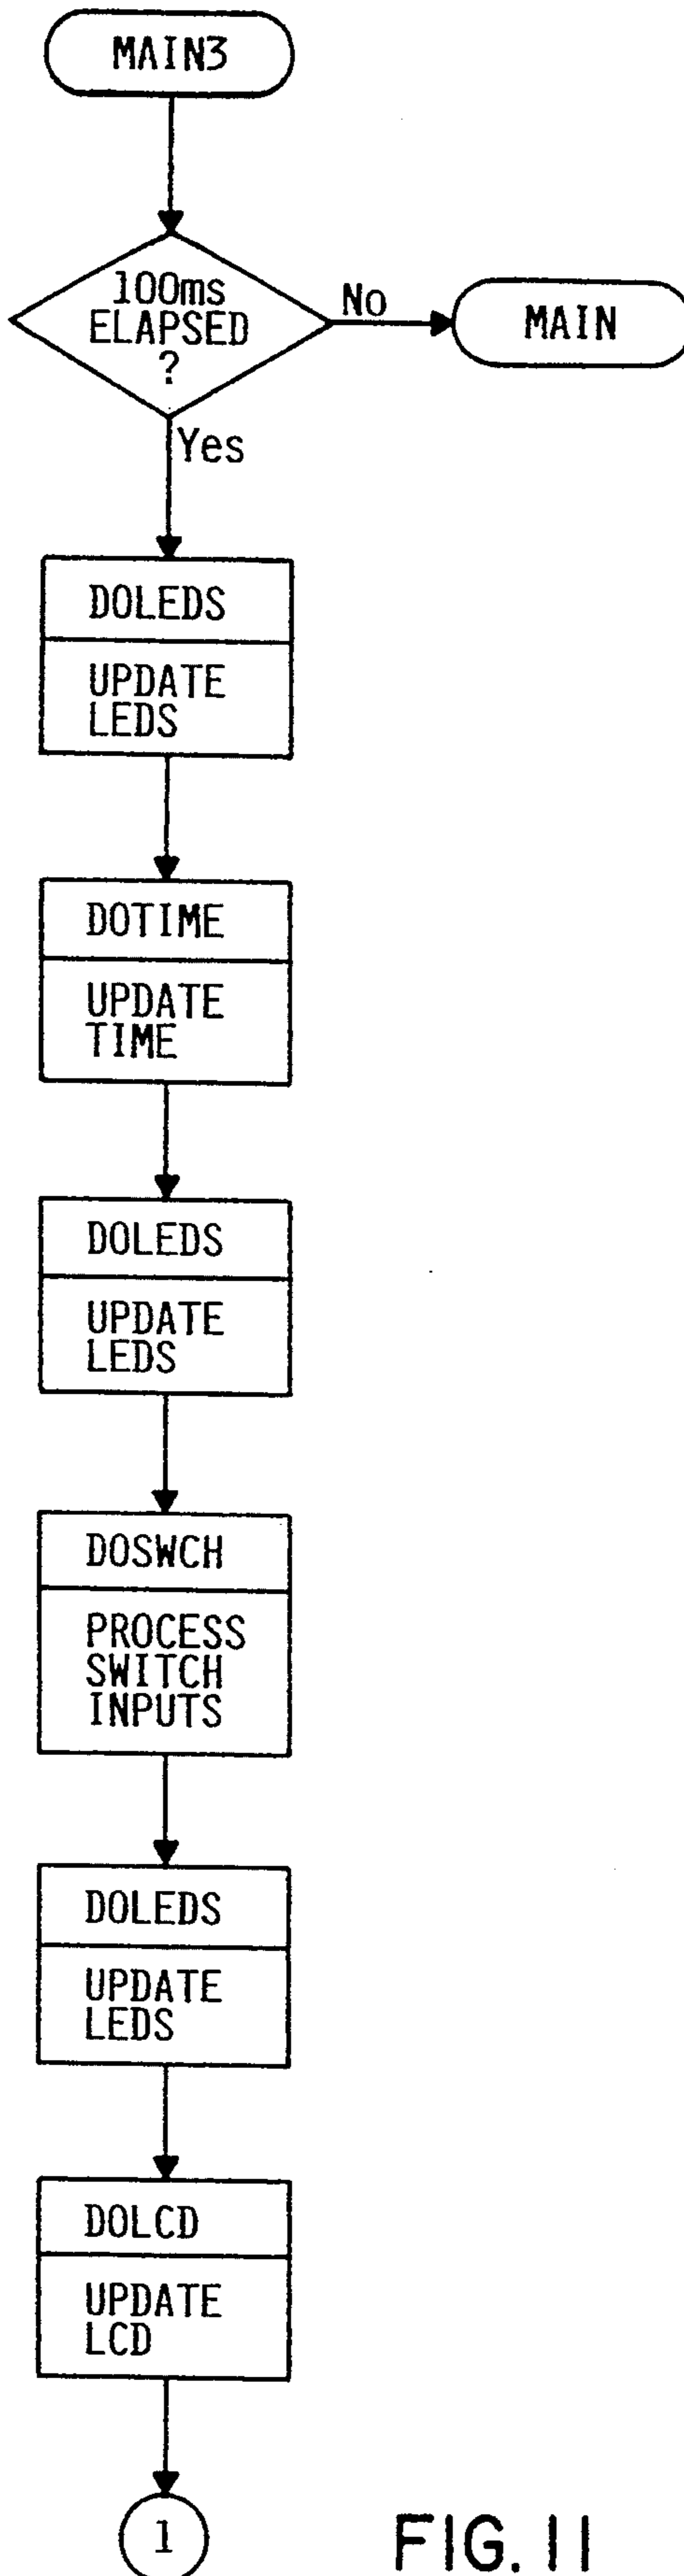 MAIN3
100ms
ELAPSED
?
No
MAIN
Yes
DOLEDS
UPDATE
LEDS
DOTIME
UPDATE
TIME
DOLEDS
UPDATE
LEDS
DOSWCH
PROCESS
SWITCH
INPUTS
DOLEDS
UPDATE
LEDS
DOLCD
UPDATE
LCD
1
FIG. 11